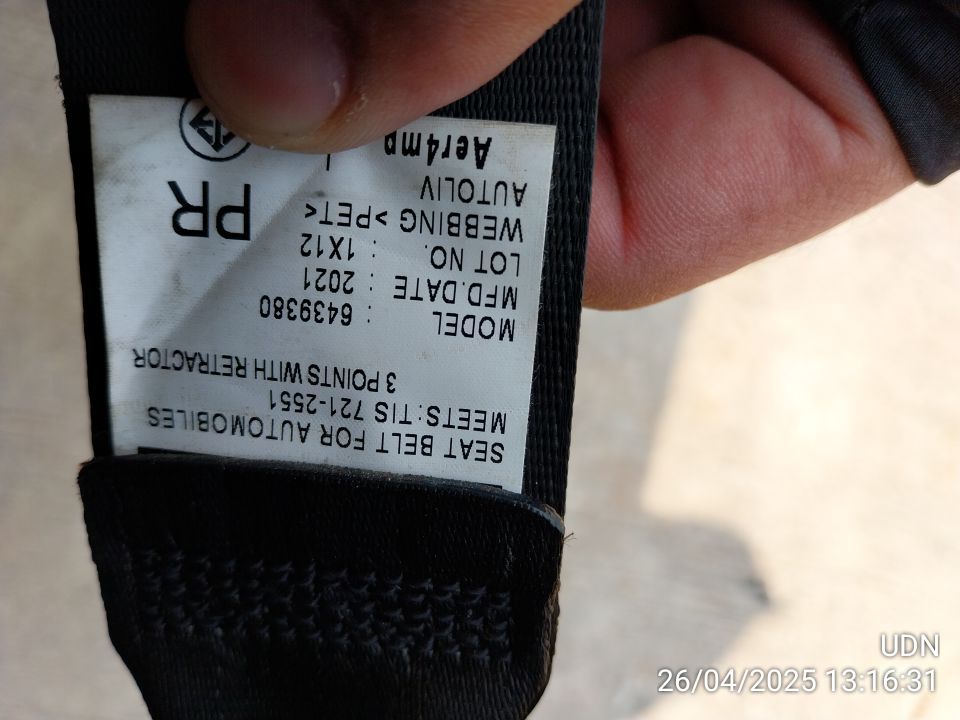 SEAT BELT FOR AUTOMOBILES
MEETS: TIS 721-2551
3 POINTS WITH RETRACTOR
MODEL : 6439380
MFD.DATE : 2021
LOT NO. : 1X12
WEBBING >PET<
AUTOLIV
PR
Aer4mp
UDN
26/04/2025 13:16:31